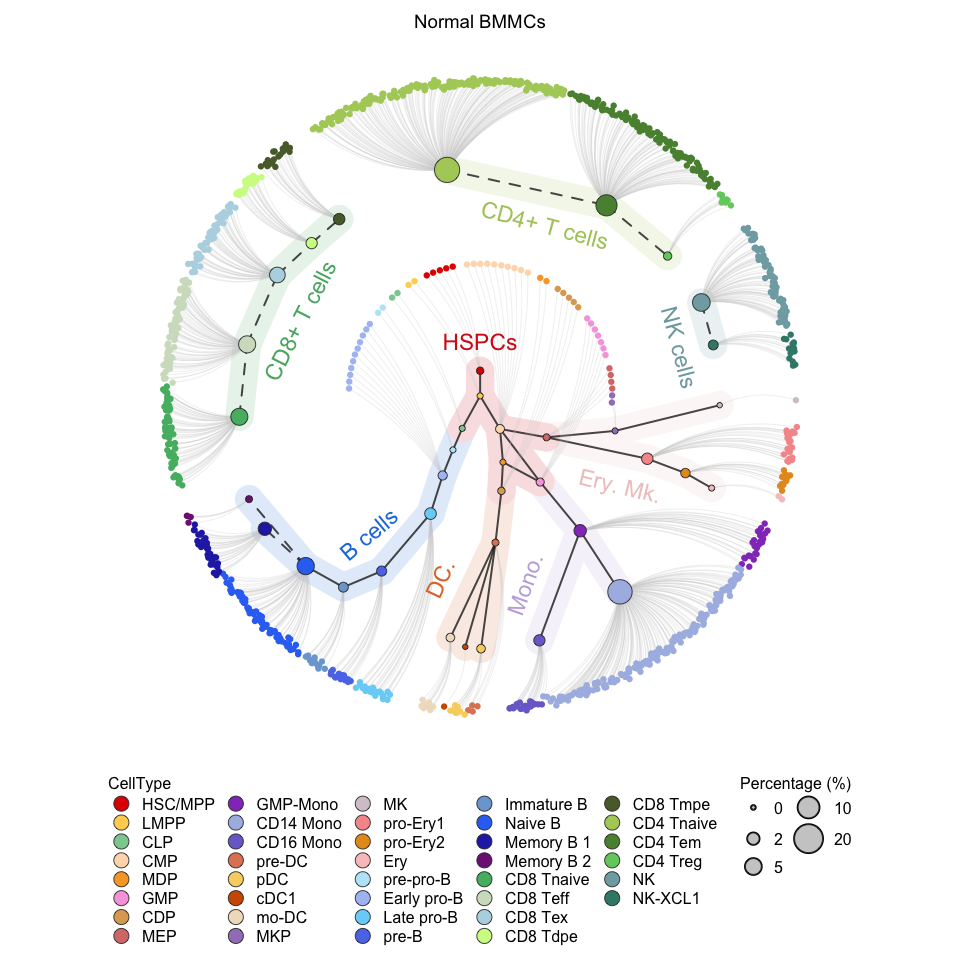 Normal BMMCs
CD4+ T cells
CD8+ T cells
NK cells
HSPCs
Ery. Mk.
B cells
DC.
Mono.
CellType
HSC/MPP
LMPP
CLP
CMP
MDP
GMP
CDP
MEP
GMP-Mono
CD14 Mono
CD16 Mono
pre-DC
pDC
cDC1
mo-DC
MKP
MK
pro-Ery1
pro-Ery2
Ery
pre-pro-B
Early pro-B
Late pro-B
pre-B
Immature B
Naive B
Memory B 1
Memory B 2
CD8 Tnaive
CD8 Teff
CD8 Tex
CD8 Tdpe
CD8 Tmpe
CD4 Tnaive
CD4 Tem
CD4 Treg
NK
NK-XCL1
Percentage (%)
0
2
5
10
20